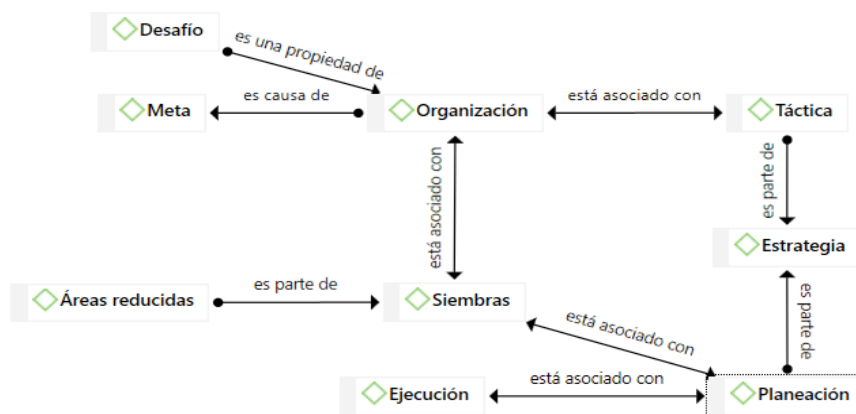 Desafío
es una propiedad de
Meta
es causa de
Organización
está asociado con
Táctica
está asociado con
es parte de
Estrategia
Áreas reducidas
es parte de
Siembras
está asociado con
es parte de
Ejecución
está asociado con
Planeación